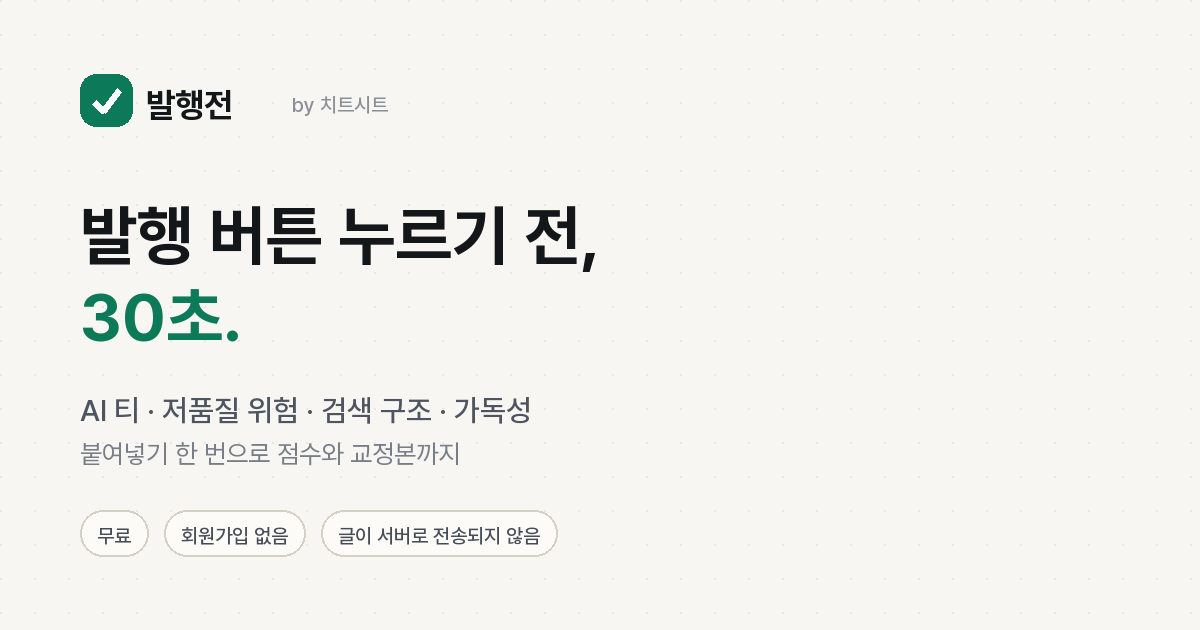 발행전 by 치트시트
발행 버튼 누르기 전,
30초.
AI 티 · 저품질 위험 · 검색 구조 · 가독성
붙여넣기 한 번으로 점수와 교정본까지
무료 회원가입 없음 글이 서버로 전송되지 않음